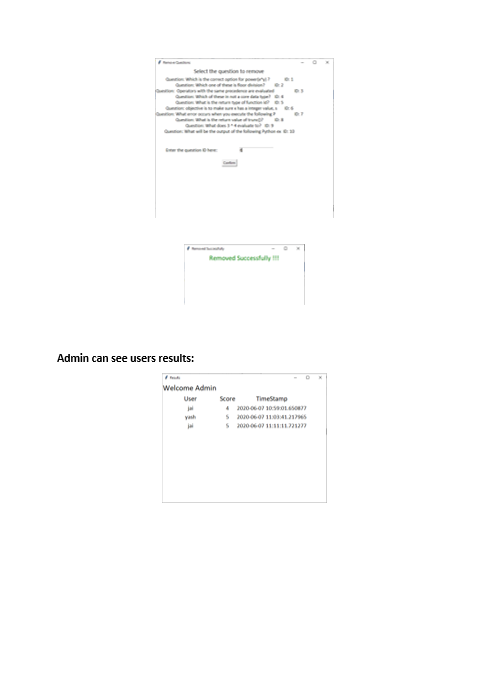 Remove Questions
Select the question to remove
Question: Which is the correct option for power(x^y) ? ID: 1
Question: Which one of these is floor division? ID: 2
Question: Operators with the same precedence are evaluated ID: 3
Question: Which of these is not a core data type? ID: 4
Question: What is the return type of function id? ID: 5
Question: objective is to make sure x has a integer value, x ID: 6
Question: What error occurs when you execute the following P ID: 7
Question: What is the return value of trunc()? ID: 8
Question: What does 3 ^ 4 evaluate to? ID: 9
Question: What will be the output of the following Python ex ID: 10
Enter the question ID here:
Confirm
Removed Successfully
Removed Successfully !!!!
Admin can see users results:
Results
Welcome Admin
User Score TimeStamp
jai 4 2020-06-07 10:59:01.650877
yash 5 2020-06-07 11:03:41.217965
jai 5 2020-06-07 11:11:11.721277